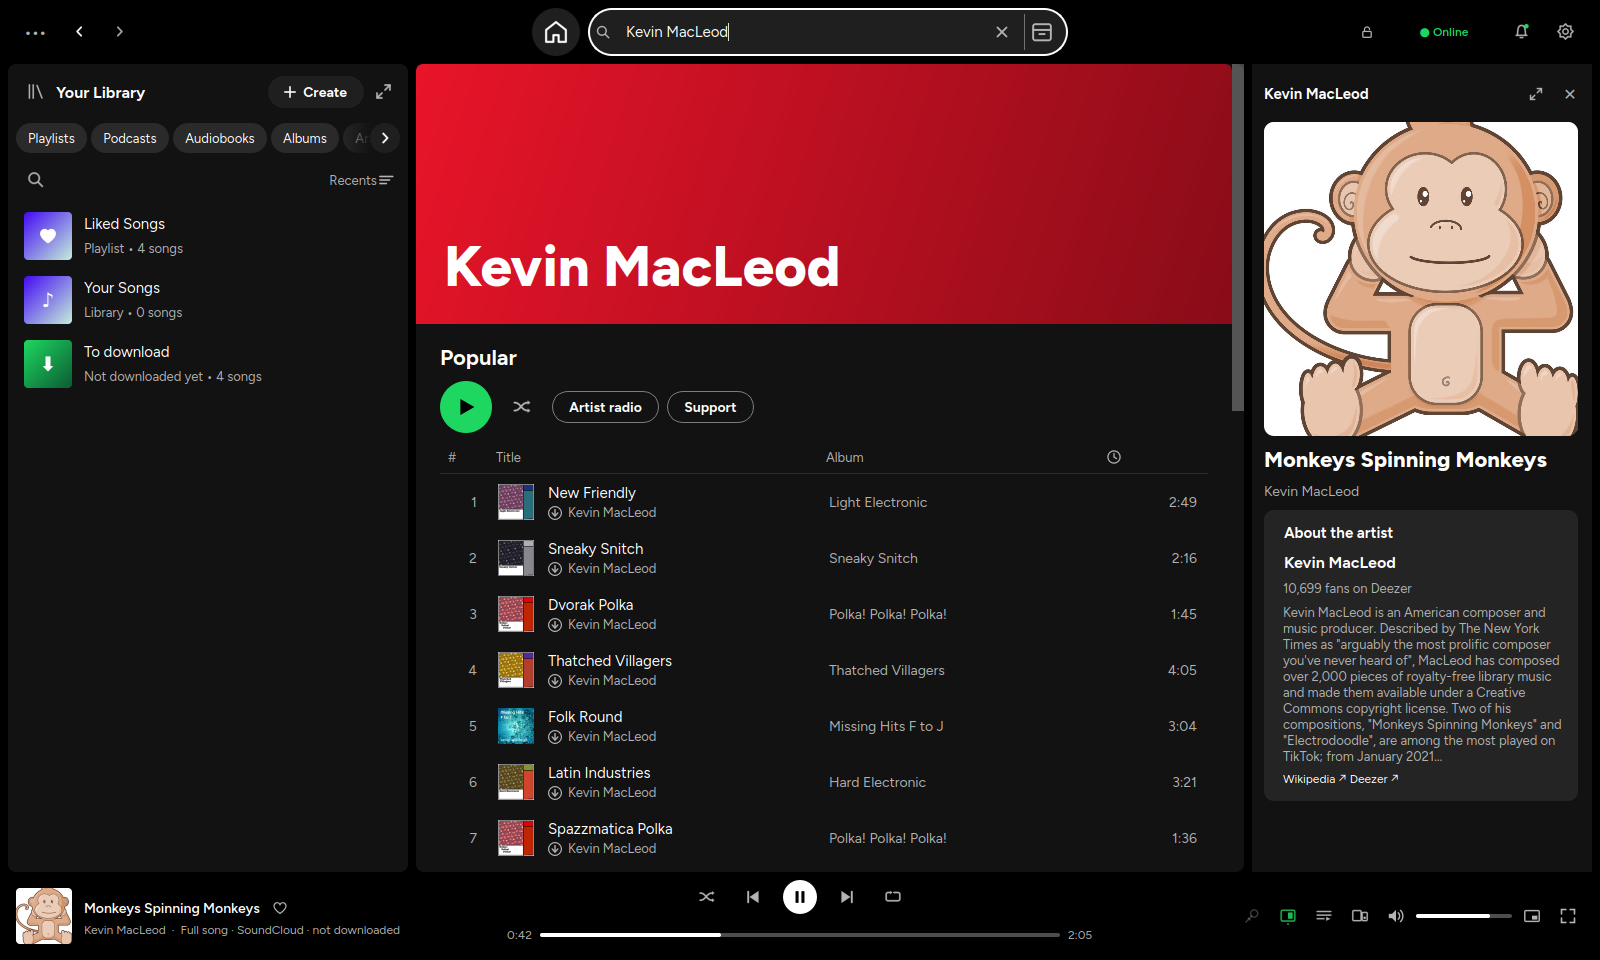 Kevin MacLeod
Online
Your Library
Create
Playlists
Podcasts
Audiobooks
Albums
Recents
Liked Songs
Playlist • 4 songs
Your Songs
Library • 0 songs
To download
Not downloaded yet • 4 songs
Kevin MacLeod
Popular
Artist radio
Support
# Title Album
1 New Friendly Light Electronic 2:49
Kevin MacLeod
2 Sneaky Snitch Sneaky Snitch 2:16
Kevin MacLeod
3 Dvorak Polka Polka! Polka! Polka! 1:45
Kevin MacLeod
4 Thatched Villagers Thatched Villagers 4:05
Kevin MacLeod
5 Folk Round Missing Hits F to J 3:04
Kevin MacLeod
6 Latin Industries Hard Electronic 3:21
Kevin MacLeod
7 Spazzmatica Polka Polka! Polka! Polka! 1:36
Kevin MacLeod
Kevin MacLeod
Monkeys Spinning Monkeys
Kevin MacLeod
About the artist
Kevin MacLeod
10,699 fans on Deezer
Kevin MacLeod is an American composer and
music producer. Described by The New York
Times as "arguably the most prolific composer
you've never heard of", MacLeod has composed
over 2,000 pieces of royalty-free library music
and made them available under a Creative
Commons copyright license. Two of his
compositions, "Monkeys Spinning Monkeys" and
"Electrodoodle", are among the most played on
TikTok; from January 2021...
Wikipedia ↗ Deezer ↗
Monkeys Spinning Monkeys
Kevin MacLeod · Full song · SoundCloud · not downloaded
0:42
2:05